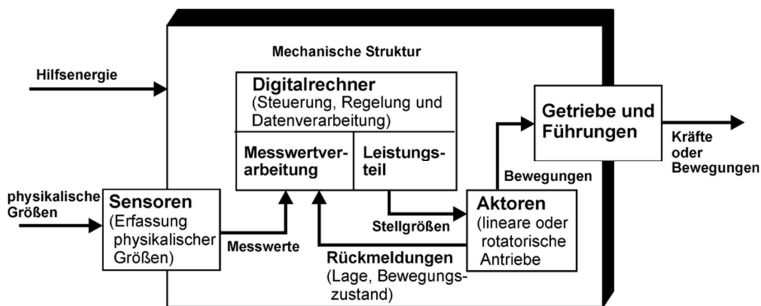 Mechanische Struktur
Hilfsenergie
Digitalrechner
(Steuerung, Regelung und
Datenverarbeitung)
Messwertver-
arbeitung
Leistungs-
teil
Getriebe und
Führungen
Kräfte
oder
Bewegungen
Bewegungen
physikalische
Größen
Sensoren
(Erfassung
physikalischer
Größen)
Messwerte
Stellgrößen
Aktoren
(lineare oder
rotatorische
Antriebe
Rückmeldungen
(Lage, Bewegungs-
zustand)